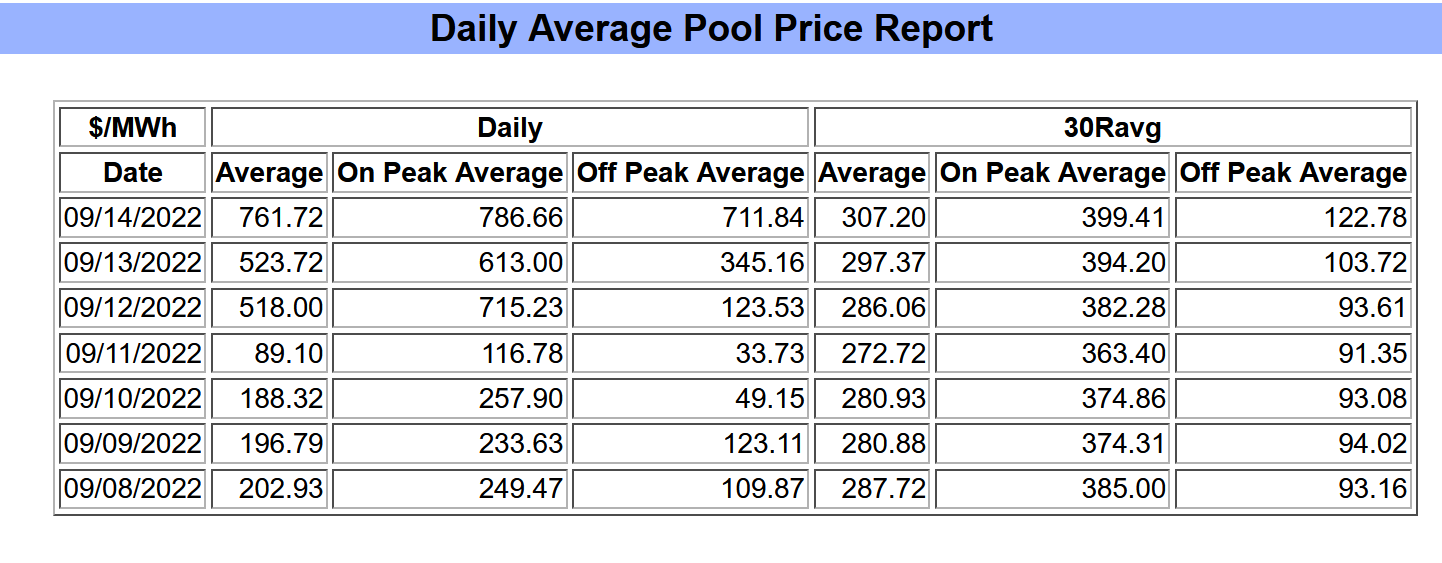 Daily Average Pool Price Report
$/MWh Daily 30Ravg
Date Average On Peak Average Off Peak Average Average On Peak Average Off Peak Average
09/14/2022 761.72 786.66 711.84 307.20 399.41 122.78
09/13/2022 523.72 613.00 345.16 297.37 394.20 103.72
09/12/2022 518.00 715.23 123.53 286.06 382.28 93.61
09/11/2022 89.10 116.78 33.73 272.72 363.40 91.35
09/10/2022 188.32 257.90 49.15 280.93 374.86 93.08
09/09/2022 196.79 233.63 123.11 280.88 374.31 94.02
09/08/2022 202.93 249.47 109.87 287.72 385.00 93.16